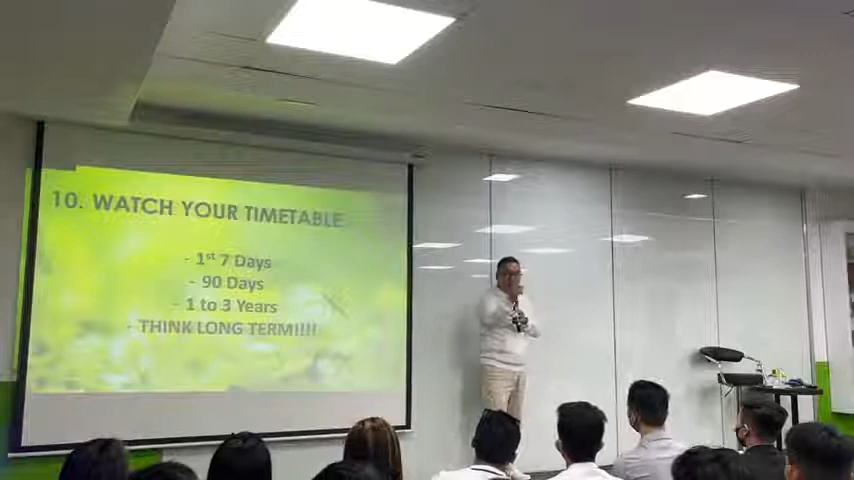 10. WATCH YOUR TIMETABLE
- 1st 7 Days
- 90 Days
- 1 to 3 Years
- THINK LONG TERM!!!!